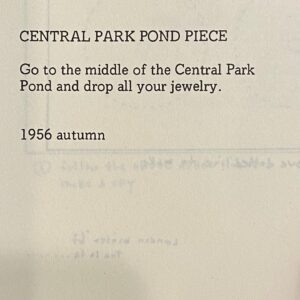 CENTRAL PARK POND PIECE
Go to the middle of the Central Park
Pond and drop all your jewelry.
1956 autumn